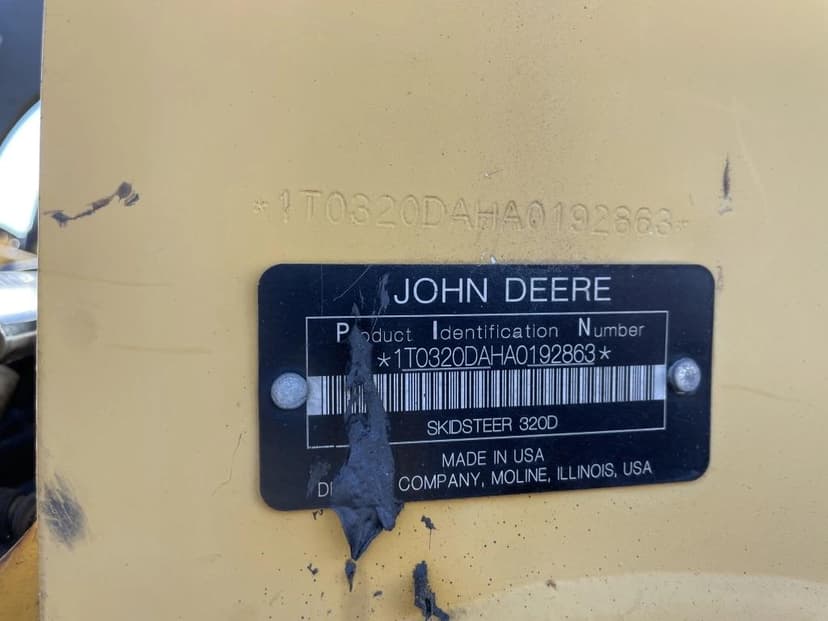 *1T0320DAHA0192863*
JOHN DEERE
Product Identification Number
*1T0320DAHA0192863*
SKIDSTEER 320D
MADE IN USA
COMPANY, MOLINE, ILLINOIS, USA